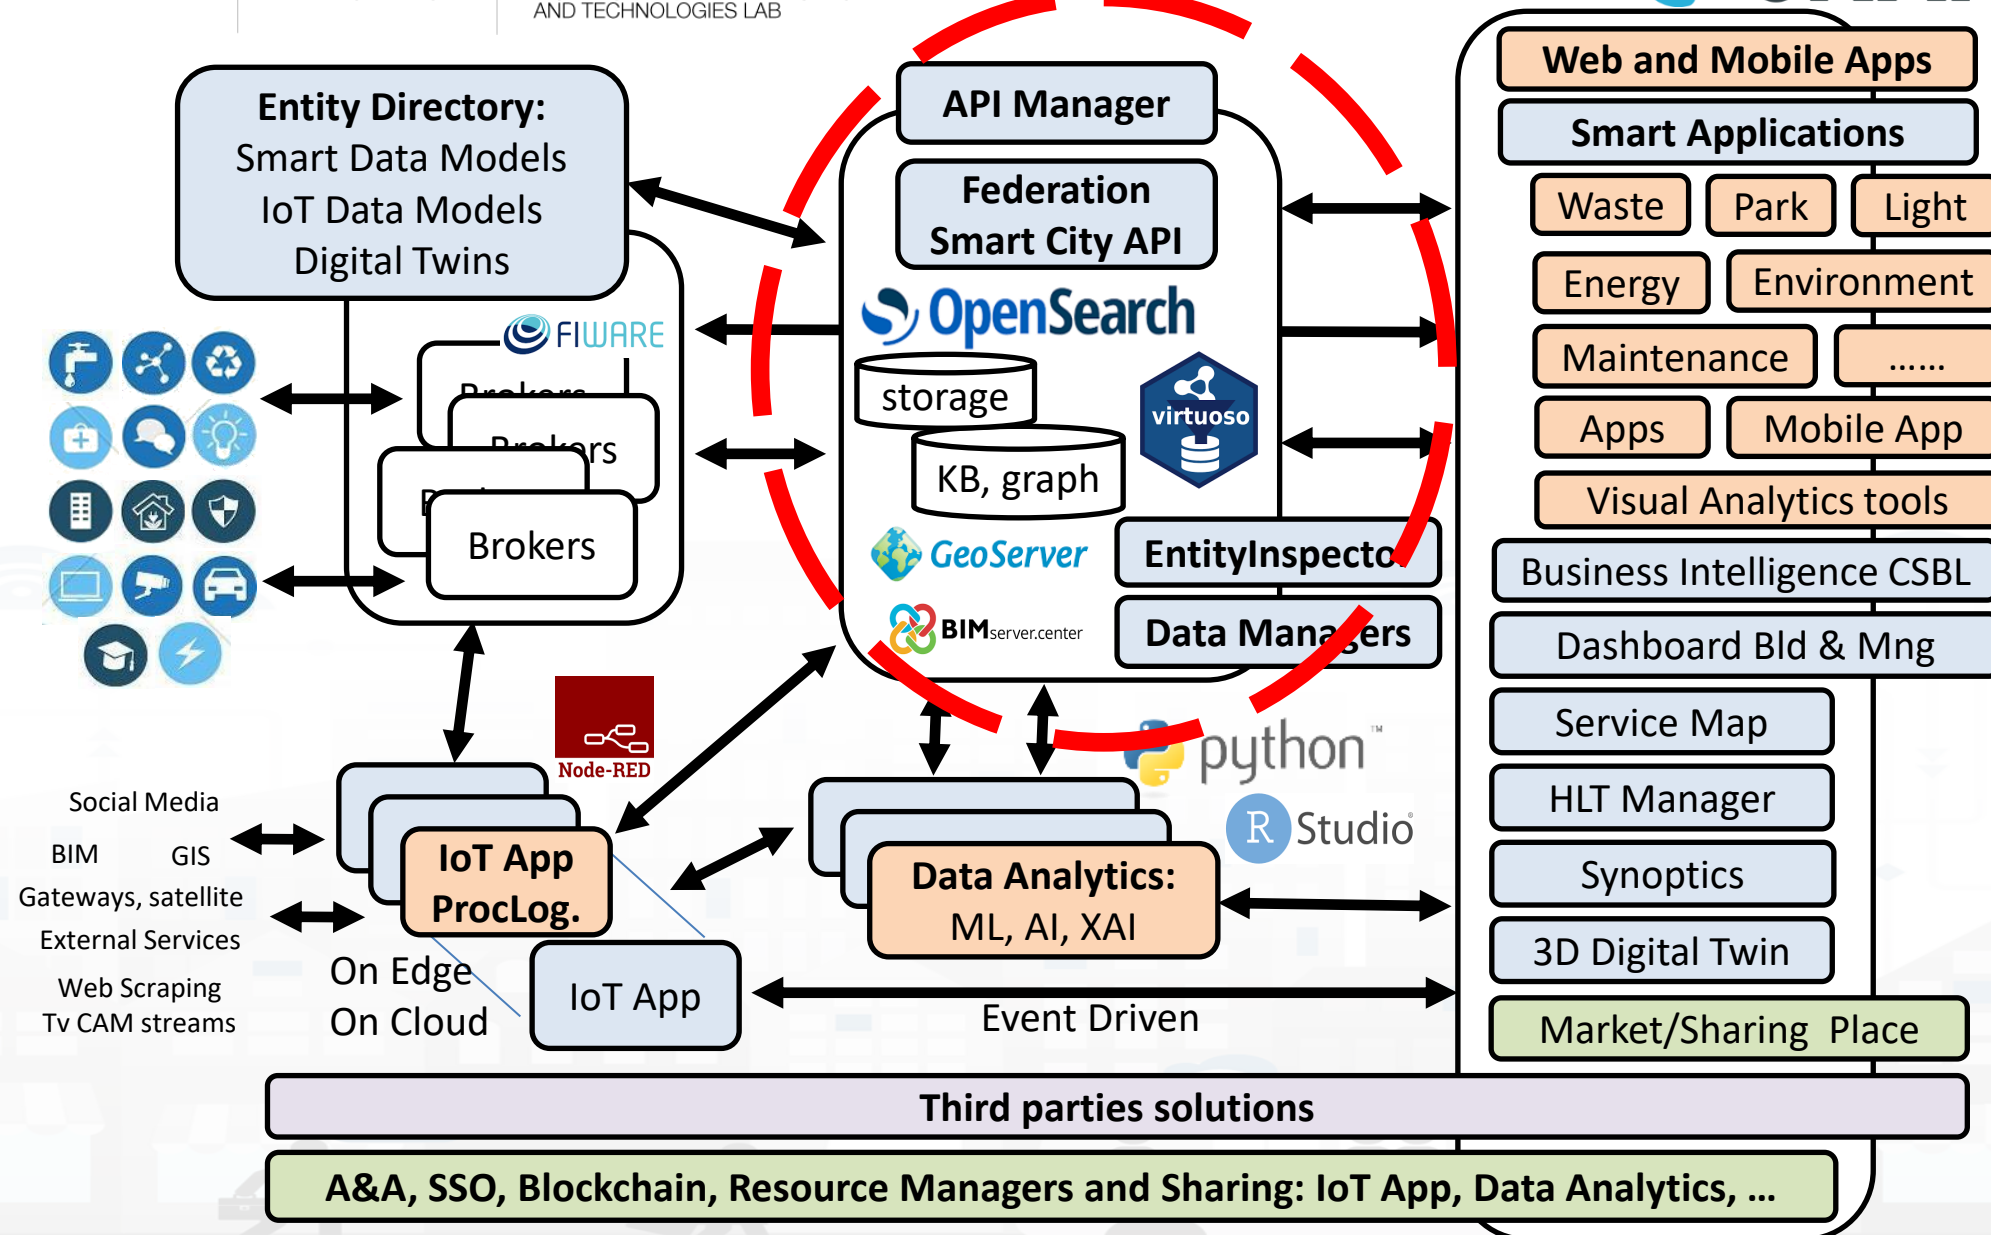 AND TECHNOLOGIES LAB
Entity Directory:
Smart Data Models
IoT Data Models
Digital Twins
FIWARE
Brokers
Brokers
Brokers
API Manager
Federation
Smart City API
OpenSearch
storage
KB, graph
virtuoso
GeoServer
EntityInspector
BIMserver.center
Data Managers
Web and Mobile Apps
Smart Applications
Waste
Park
Light
Energy
Environment
Maintenance
......
Apps
Mobile App
Visual Analytics tools
Business Intelligence CSBL
Dashboard Bld & Mng
Service Map
HLT Manager
Synoptics
3D Digital Twin
Market/Sharing Place
Node-RED
python™
R Studio
Social Media
BIM GIS
Gateways, satellite
External Services
Web Scraping
Tv CAM streams
IoT App
ProcLog.
On Edge
On Cloud
IoT App
Data Analytics:
ML, AI, XAI
Event Driven
Third parties solutions
A&A, SSO, Blockchain, Resource Managers and Sharing: IoT App, Data Analytics, ...